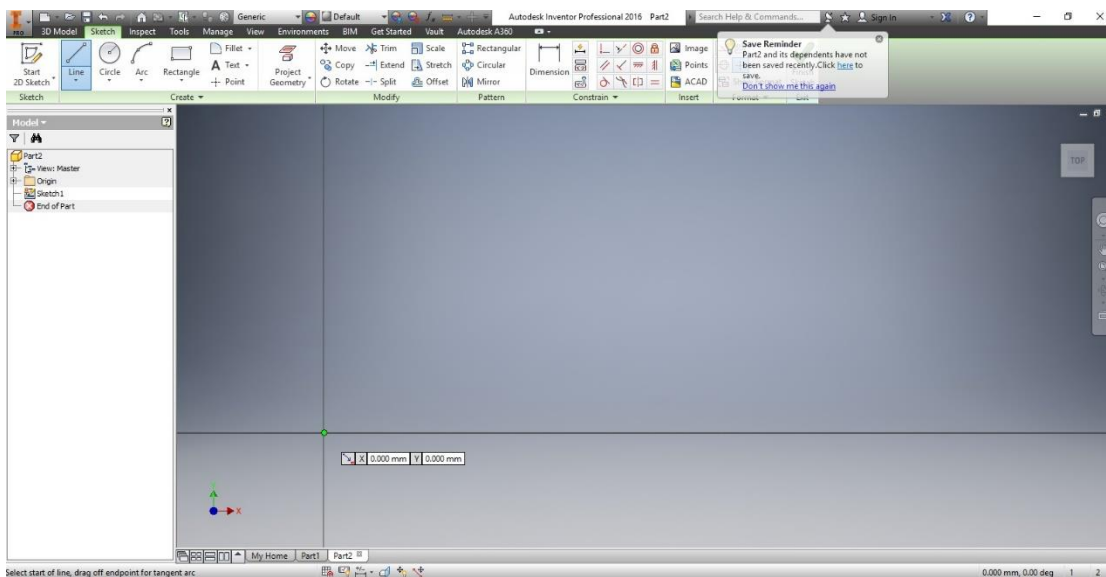 PRO
Generic
Default
Autodesk Inventor Professional 2016 Part2
Search Help & Commands...
Sign In
3D Model Sketch Inspect Tools Manage View Environments BIM Get Started Vault Autodesk A360
Start
2D Sketch
Line
Circle
Arc
Rectangle
Fillet
Text
Point
Project
Geometry
Move Trim Scale
Copy Extend Stretch
Rotate Split Offset
Rectangular
Circular
Mirror
Dimension
Image
Points
ACAD
Save Reminder
Part2 and its dependents have not
been saved recently.Click here to
save.
Don't show me this again
Sketch Create Modify Pattern Constrain Insert Format Exit
Model
Part2
View: Master
Origin
Sketch1
End of Part
TOP
X 0.000 mm Y 0.000 mm
Y
X
My Home Part1 Part2
Select start of line, drag off endpoint for tangent arc
0.000 mm, 0.00 deg 1 2